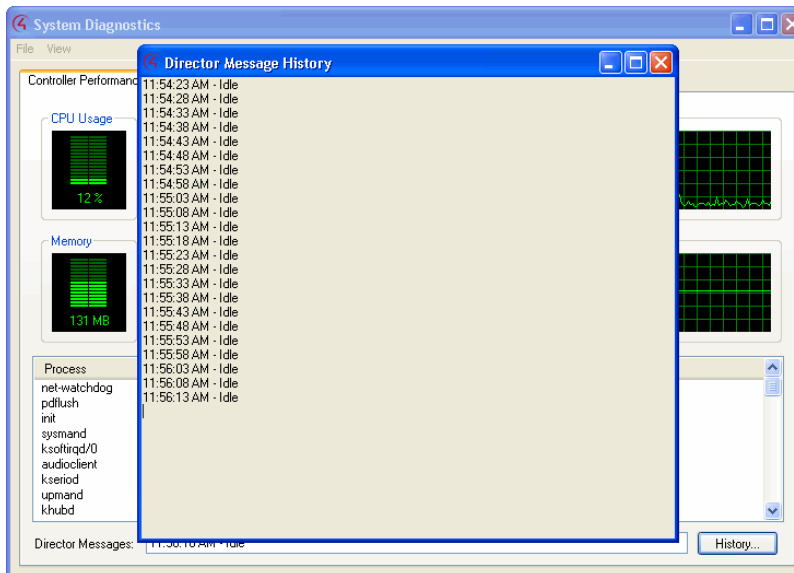 System Diagnostics
File View
Director Message History
Controller Performanc
11:54:23 AM - Idle
11:54:28 AM - Idle
11:54:33 AM - Idle
11:54:38 AM - Idle
11:54:43 AM - Idle
11:54:48 AM - Idle
11:54:53 AM - Idle
11:54:58 AM - Idle
11:55:03 AM - Idle
11:55:08 AM - Idle
11:55:13 AM - Idle
11:55:18 AM - Idle
11:55:23 AM - Idle
11:55:28 AM - Idle
11:55:33 AM - Idle
11:55:38 AM - Idle
11:55:43 AM - Idle
11:55:48 AM - Idle
11:55:53 AM - Idle
11:55:58 AM - Idle
11:56:03 AM - Idle
11:56:08 AM - Idle
11:56:13 AM - Idle
CPU Usage
12 %
Memory
131 MB
Process
net-watchdog
pdflush
init
sysmand
ksoftirqd/0
audioclient
kseriod
upmand
khubd
Director Messages:
AM - Idle
History...